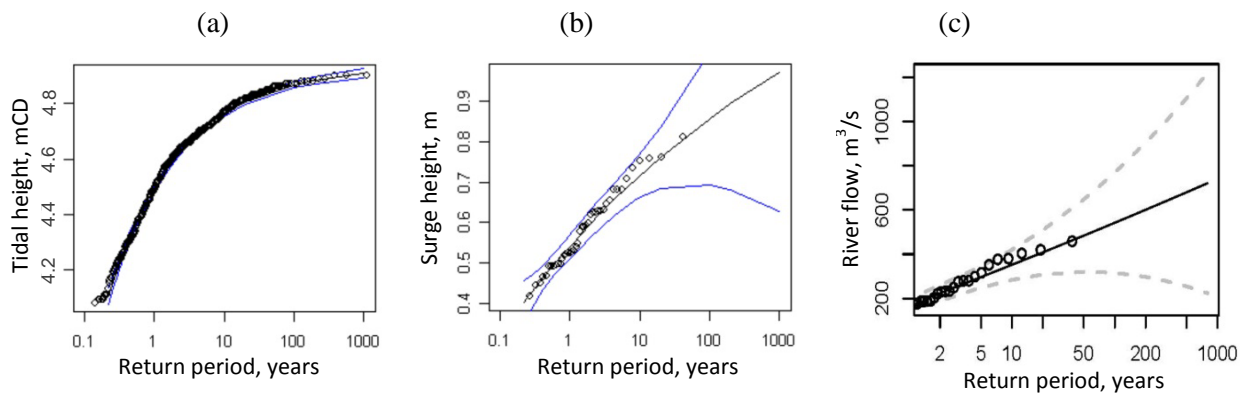 (a)
(b)
(c)
Tidal height, mCD
4.2 4.4 4.6 4.8
0.1 1 10 100 1000
Return period, years
Surge height, m
0.4 0.5 0.6 0.7 0.8 0.9
0.1 1 10 100 1000
Return period, years
River flow, m³/s
200 600 1000
2 5 10 50 200 1000
Return period, years